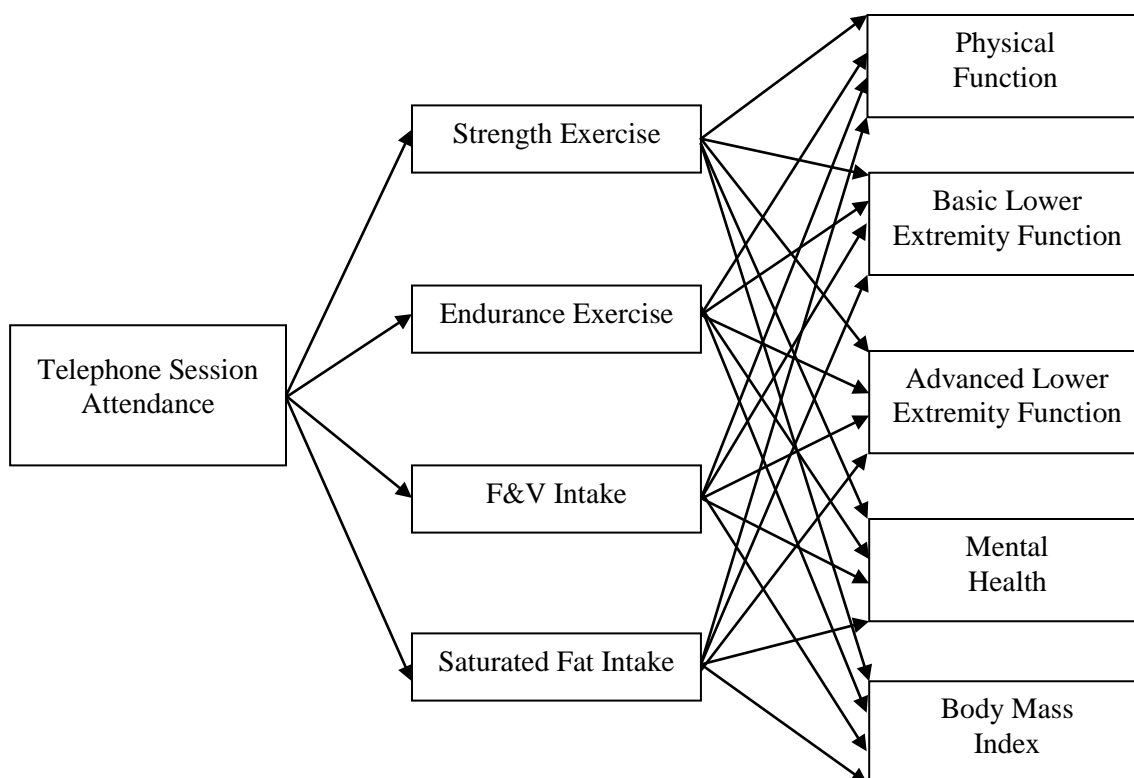 Telephone Session
Attendance
Strength Exercise
Endurance Exercise
F&V Intake
Saturated Fat Intake
Physical
Function
Basic Lower
Extremity Function
Advanced Lower
Extremity Function
Mental
Health
Body Mass
Index